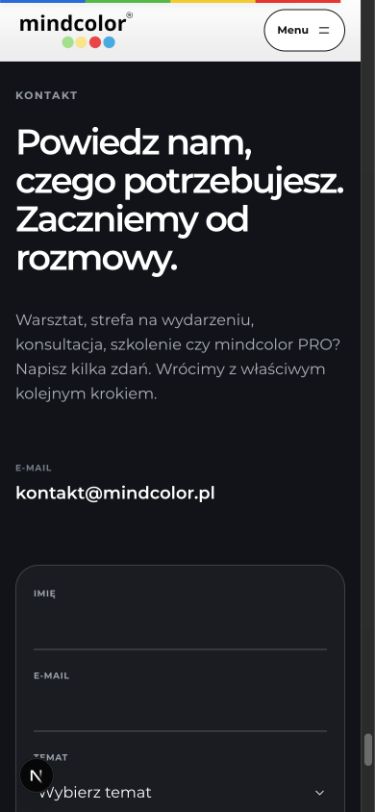 mindcolor®
Menu
KONTAKT
Powiedz nam,
czego potrzebujesz.
Zaczniemy od
rozmowy.
Warsztat, strefa na wydarzeniu,
konsultacja, szkolenie czy mindcolor PRO?
Napisz kilka zdań. Wrócimy z właściwym
kolejnym krokiem.
E-MAIL
kontakt@mindcolor.pl
IMIĘ
E-MAIL
TEMAT
Wybierz temat
N